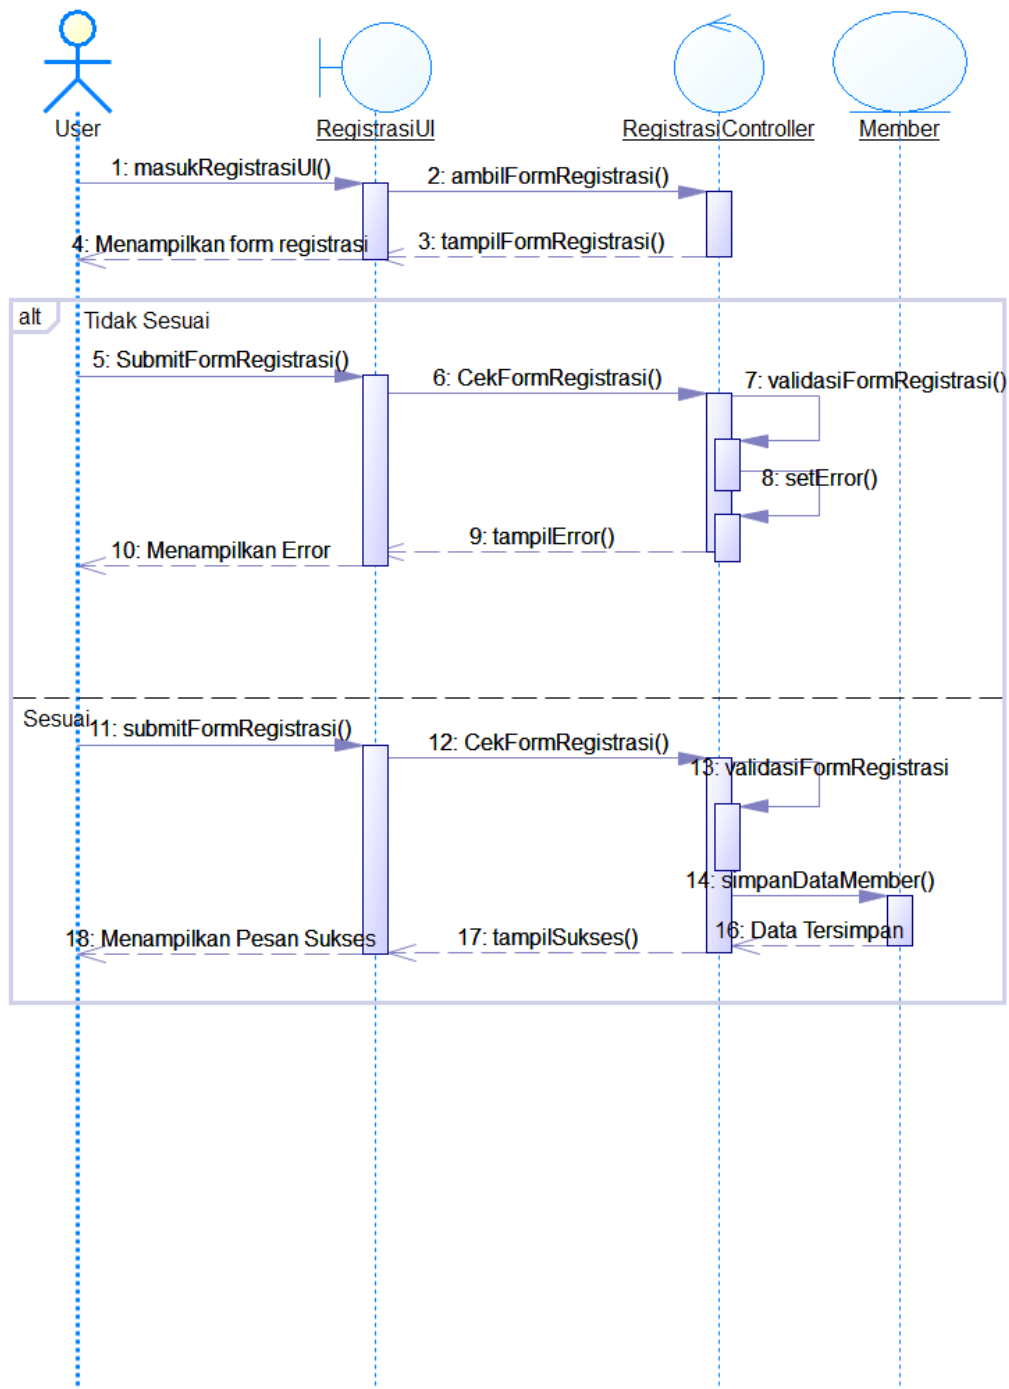 User
RegistrasiUI
RegistrasiController
Member
1: masukRegistrasiUI()
2: ambilFormRegistrasi()
3: tampilFormRegistrasi()
4: Menampilkan form registrasi
alt
Tidak Sesuai
5: SubmitFormRegistrasi()
6: CekFormRegistrasi()
7: validasiFormRegistrasi()
8: setError()
9: tampilError()
10: Menampilkan Error
Sesuai
11: submitFormRegistrasi()
12: CekFormRegistrasi()
13: validasiFormRegistrasi
14: simpanDataMember()
16: Data Tersimpan
17: tampilSukses()
18: Menampilkan Pesan Sukses